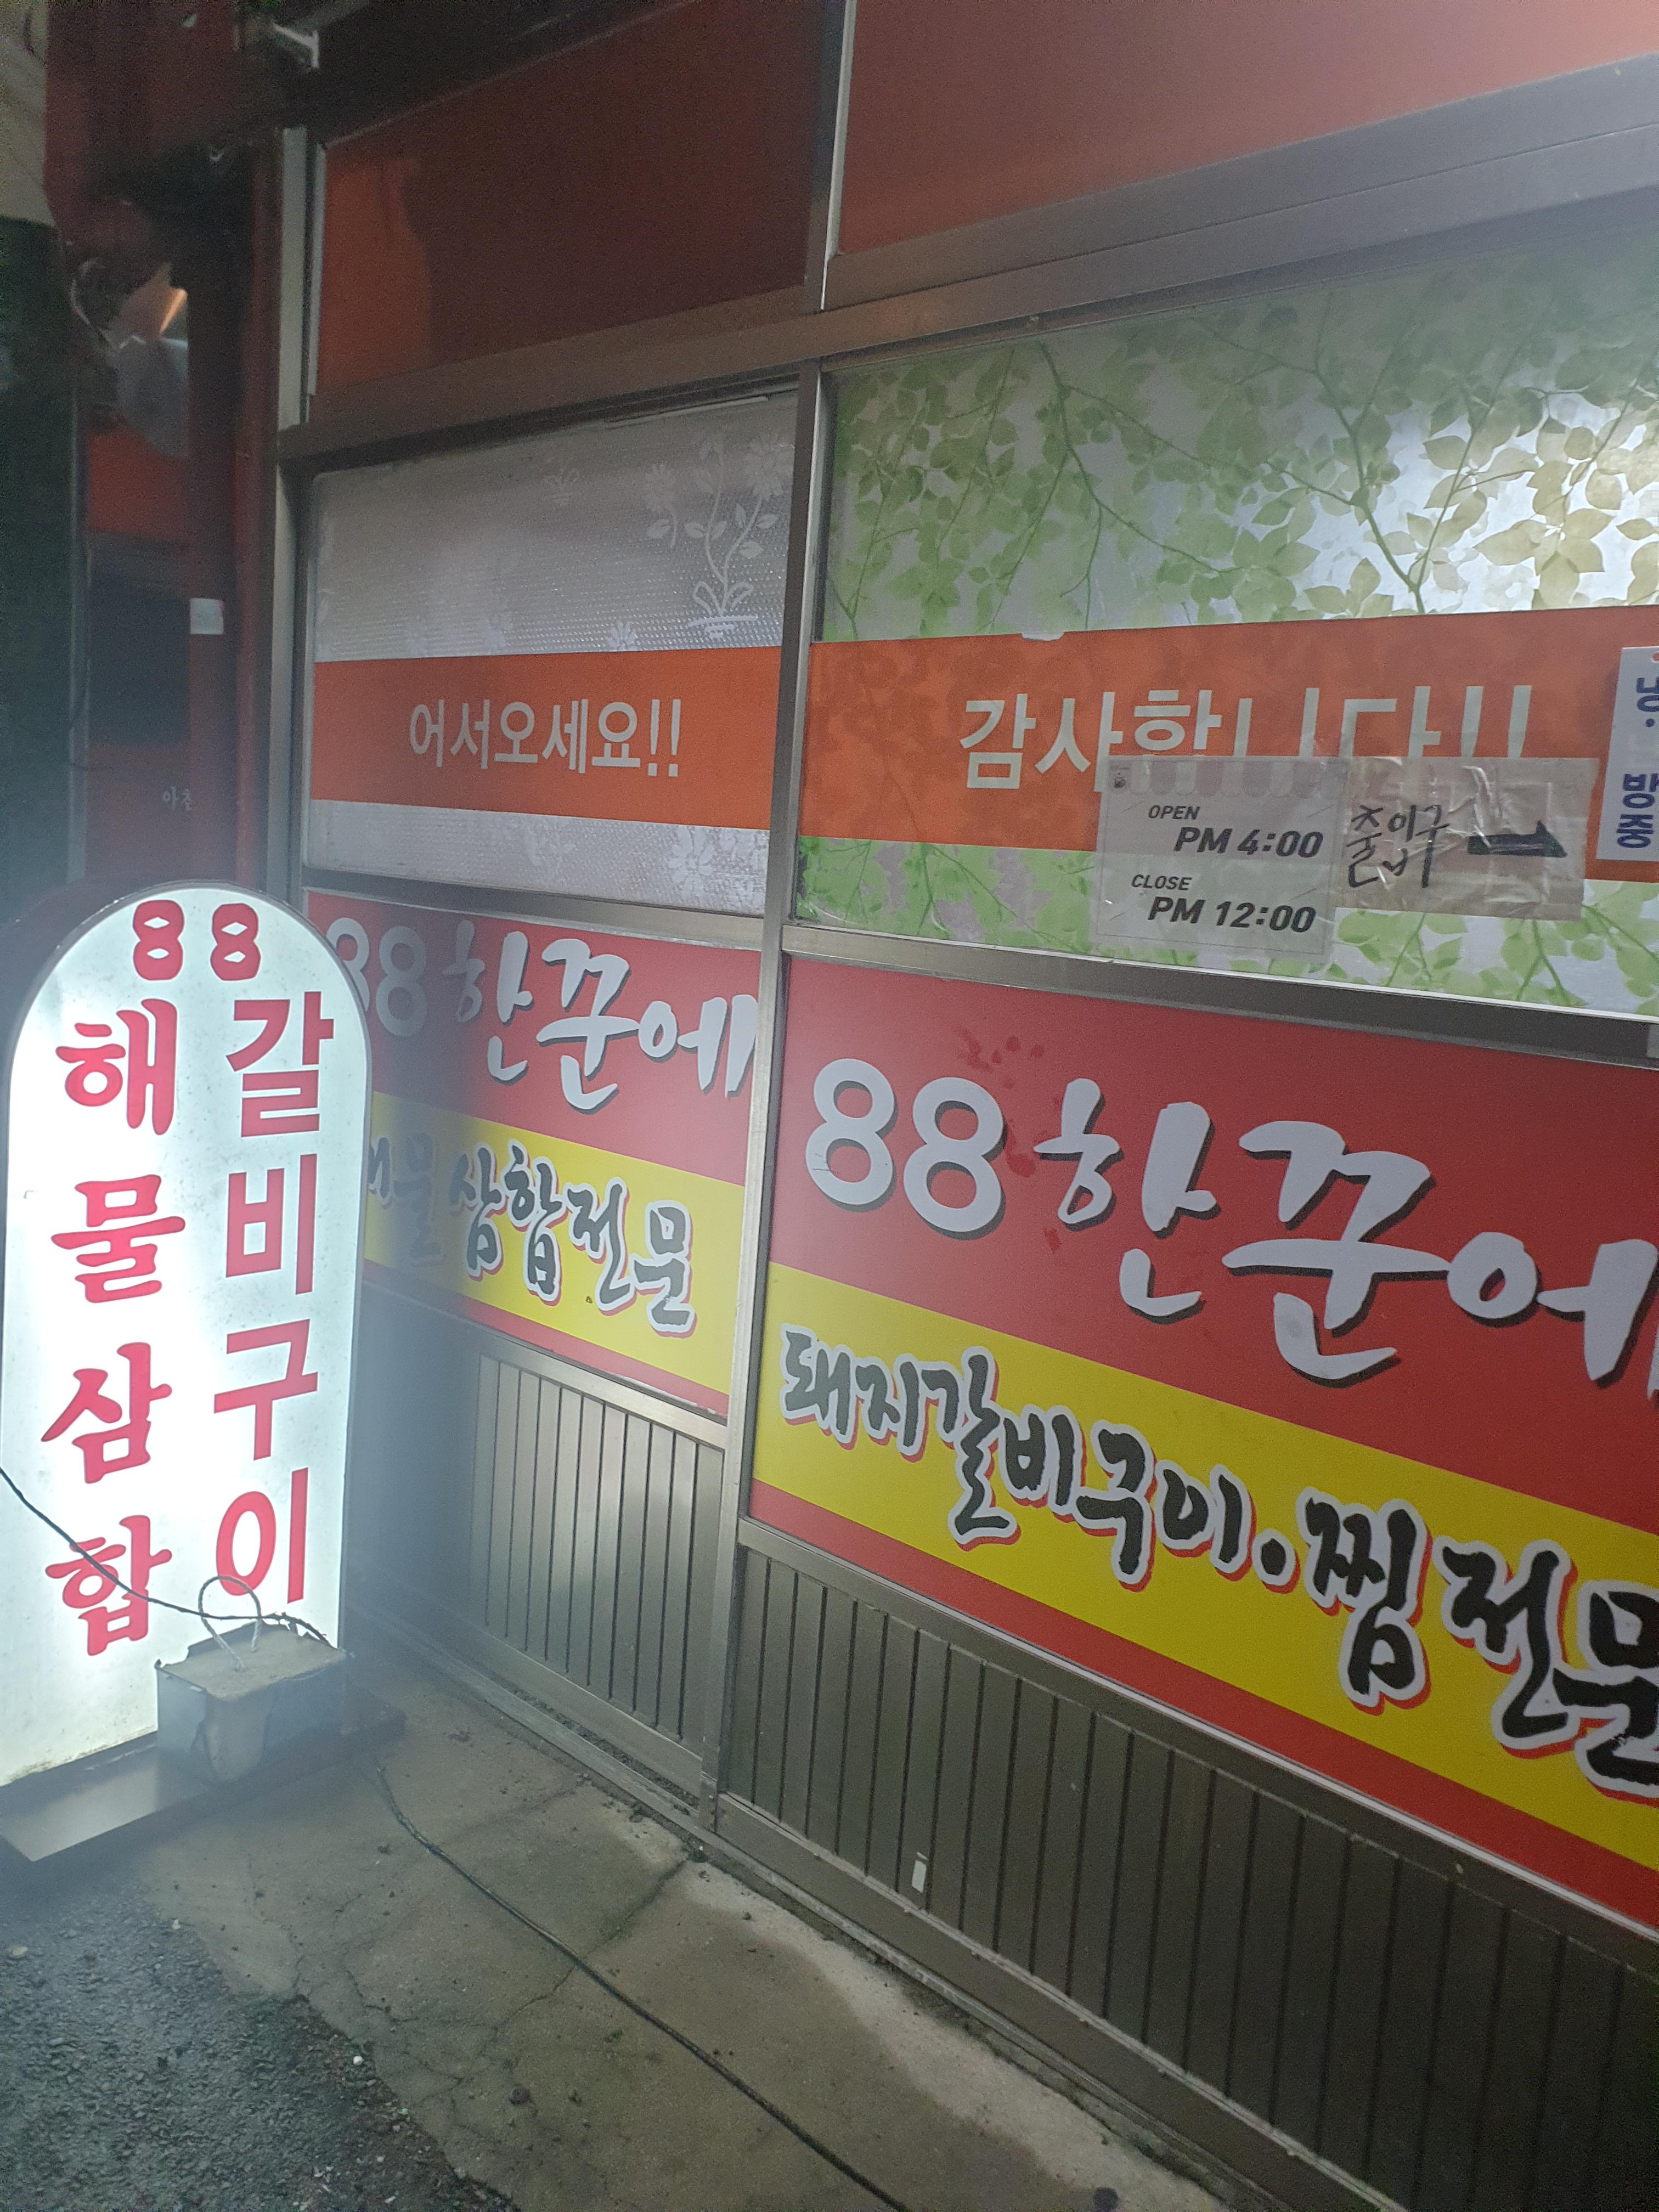 어서오세요!!
감사합니다!!
OPEN
PM 4:00
CLOSE
PM 12:00
출입구
88
갈비구이
해물삼합
88 한꾼에
삼합전문
88 한꾼에
돼지갈비구이·찜전문